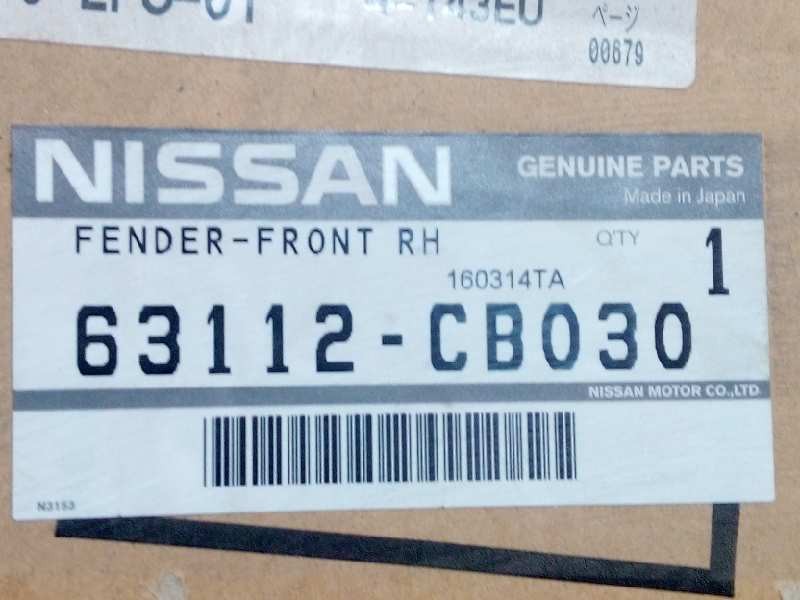 ページ
00679
NISSAN GENUINE PARTS
Made in Japan
FENDER-FRONT RH Q'TY 1
160314TA
63112-CB030
NISSAN MOTOR CO.,LTD
N3153